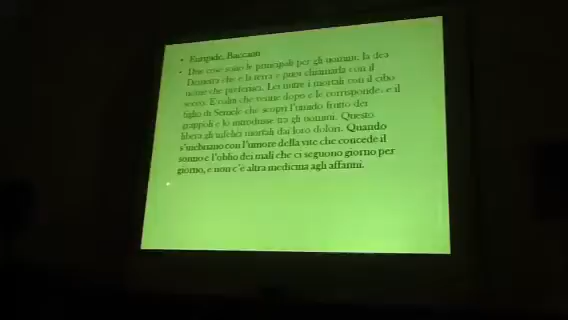 • Euripide, Baccanti
• Due cose sono le principali per gli uomini: la dea
Demetra che è la terra e puoi chiamarla con il
nome che preferisci. Lei nutre i mortali con il cibo
secco. E colui che venne dopo e le corrisponde, è il
figlio di Semele che scoprì l'umido frutto dei
grappoli e lo introdusse tra gli uomini. Questo
libera gli infelici mortali dai loro dolori. Quando
s'inebriano con l'umore della vite che concede il
sonno e l'oblio dei mali che ci seguono giorno per
giorno, e non c'è altra medicina agli affanni.